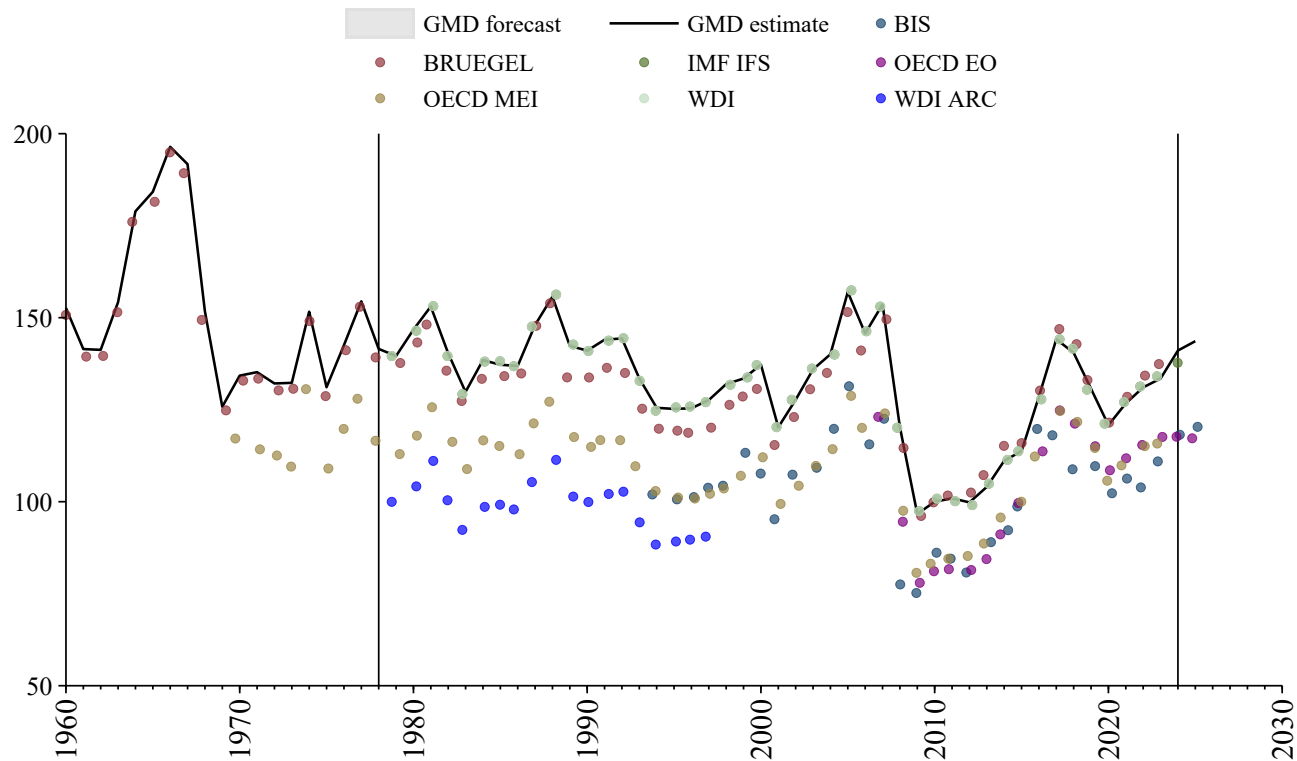 GMD forecast GMD estimate BIS
BRUEGEL IMF IFS OECD EO
OECD MEI WDI WDI ARC
200
150
100
50
1960 1970 1980 1990 2000 2010 2020 2030